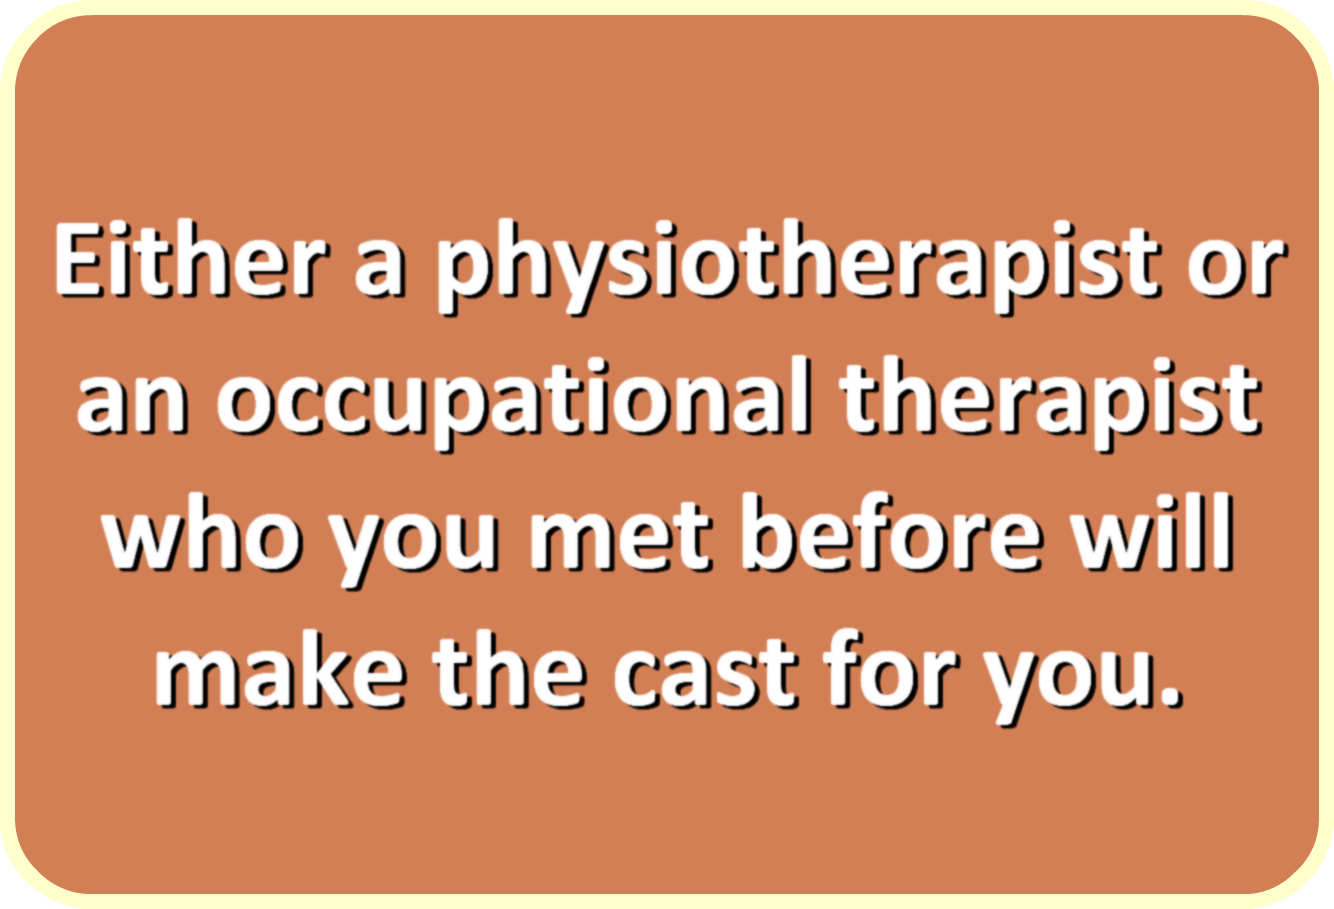 Either a physiotherapist or
an occupational therapist
who you met before will
make the cast for you.